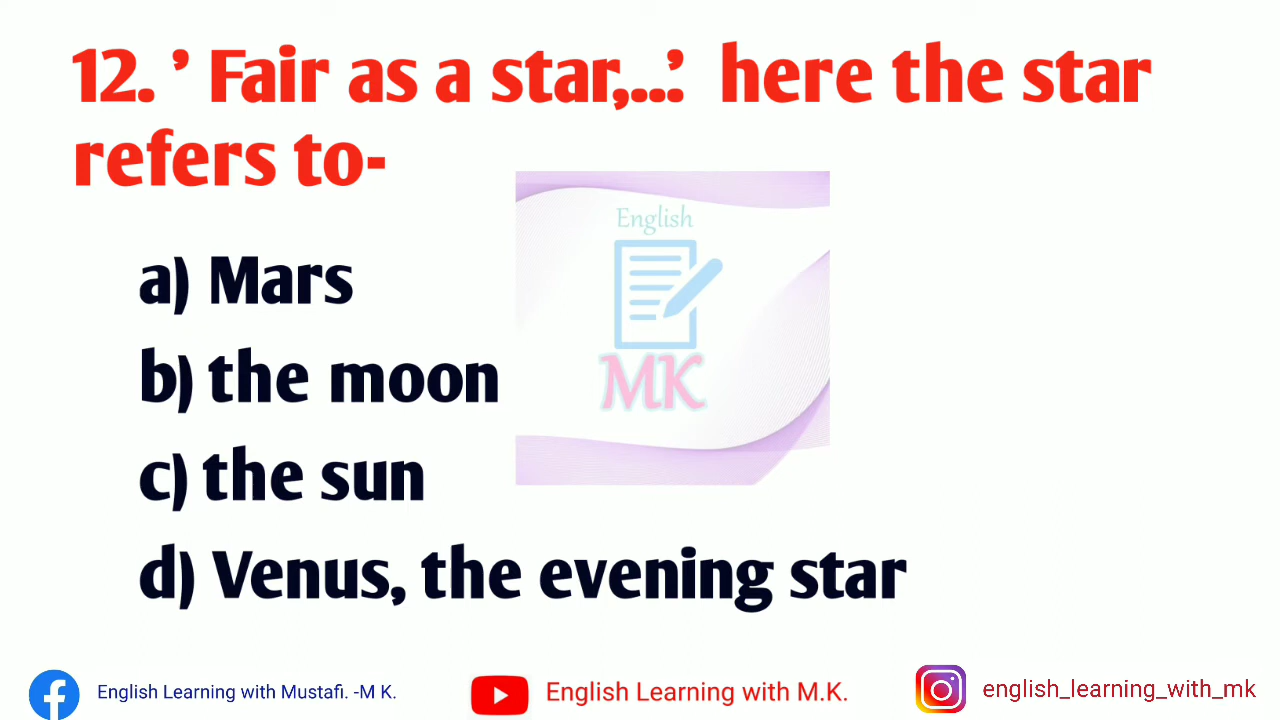 12. ’ Fair as a star,...’ here the star
refers to-
English
MK
a) Mars
b) the moon
c) the sun
d) Venus, the evening star
English Learning with Mustafi. -M K.
English Learning with M.K.
english_learning_with_mk